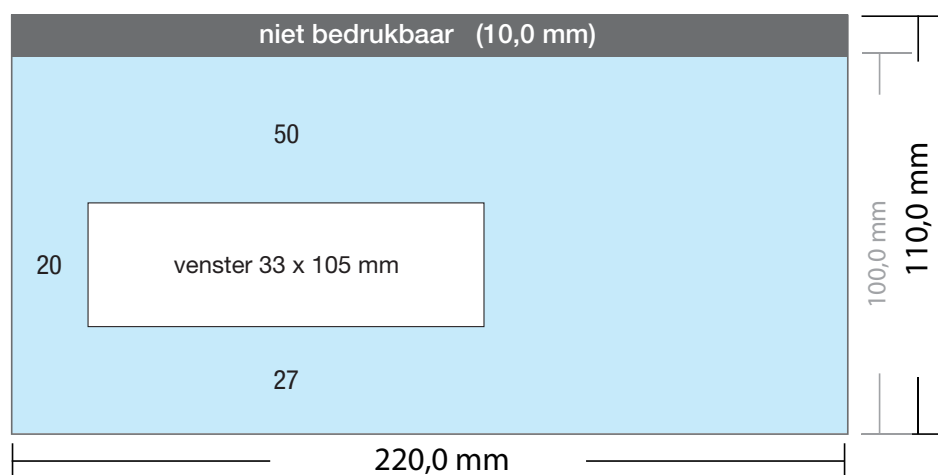 niet bedrukbaar (10,0 mm)
50
20
venster 33 x 105 mm
27
100,0 mm
110,0 mm
220,0 mm